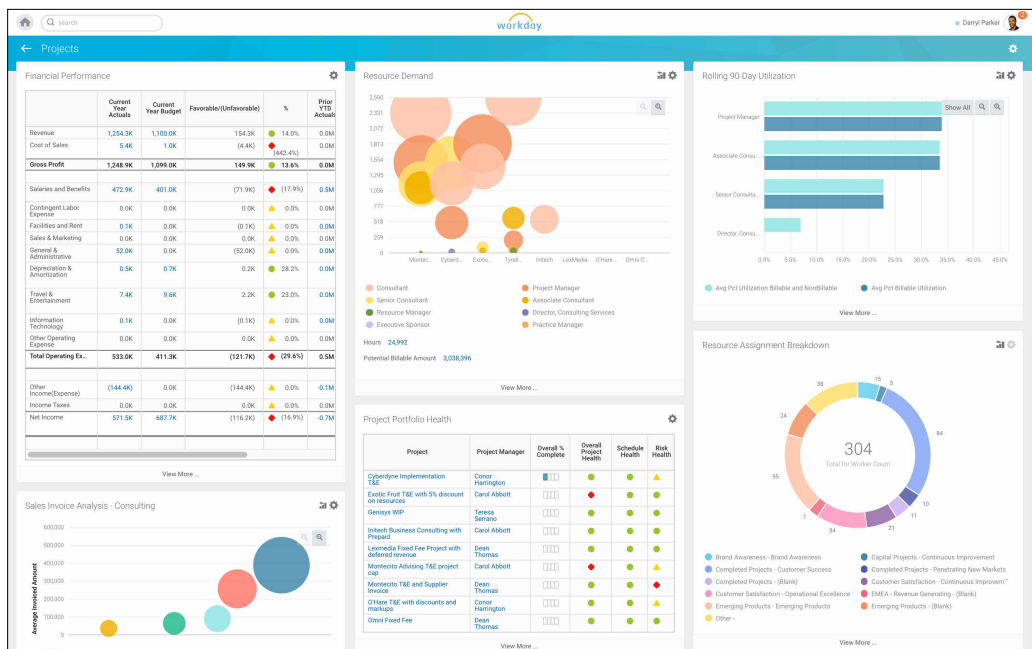 search
workday
Darryl Parker
2
Projects
Financial Performance
Current Year Actuals
Current Year Budget
Favorable/(Unfavorable)
%
Prior YTD Actuals
Revenue 1,254.3K 1,100.0K 154.3K 14.0% 0.0M
Cost of Sales 5.4K 1.0K (4.4K) (442.4%) 0.0M
Gross Profit 1,248.9K 1,099.0K 149.9K 13.6% 0.0M
Salaries and Benefits 472.9K 401.0K (71.9K) (17.9%) 0.5M
Contingent Labor Expense 0.0K 0.0K 0.0K 0.0% 0.0M
Facilities and Rent 0.1K 0.0K (0.1K) 0.0% 0.0M
Sales & Marketing 0.0K 0.0K 0.0K 0.0% 0.0M
General & Administrative 52.0K 0.0K (52.0K) 0.0% 0.0M
Depreciation & Amortization 0.5K 0.7K 0.2K 28.2% 0.0M
Travel & Entertainment 7.4K 9.6K 2.2K 23.0% 0.0M
Information Technology 0.1K 0.0K (0.1K) 0.0% 0.0M
Other Operating Expense 0.0K 0.0K 0.0K 0.0% 0.0M
Total Operating Ex... 533.0K 411.3K (121.7K) (29.6%) 0.5M
Other Income(Expense) (144.4K) 0.0K (144.4K) 0.0% -0.1M
Income Taxes 0.0K 0.0K 0.0K 0.0% 0.0M
Net Income 571.5K 687.7K (116.2K) (16.9%) -0.7M
View More ...
Sales Invoice Analysis - Consulting
Average Invoiced Amount
600,000
500,000
400,000
300,000
200,000
100,000
0
Resource Demand
2,590
2,331
2,072
1,813
1,554
1,295
1,036
777
518
259
0
Montec... Cyberd... Exotic... Tyrell... Initech LexMedia O'Hare... Omni C...
Consultant Project Manager
Senior Consultant Associate Consultant
Resource Manager Director, Consulting Services
Executive Sponsor Practice Manager
Hours 24,992
Potential Billable Amount 3,038,396
View More ...
Project Portfolio Health
Project
Project Manager
Overall % Complete
Overall Project Health
Schedule Health
Risk Health
Cyberdyne Implementation T&E Conor Harrington
Exotic Fruit T&E with 5% discount on resources Carol Abbott
Genisys WIP Teresa Serrano
Initech Business Consulting with Prepaid Carol Abbott
Lexmedia Fixed Fee Project with deferred revenue Dean Thomas
Montecito Advising T&E project cap Carol Abbott
Montecito T&E and Supplier Invoice Dean Thomas
O'Hare T&E with discounts and markups Conor Harrington
Omni Fixed Fee Dean Thomas
View More ...
Rolling 90-Day Utilization
Show All
Project Manager
Associate Consu...
Senior Consulta...
Director, Consu...
0.0% 5.0% 10.0% 15.0% 20.0% 25.0% 30.0% 35.0% 40.0% 45.0%
Avg Pct Utilization Billable and NonBillable Avg Pct Billable Utilization
View More ...
Resource Assignment Breakdown
15
5
84
10
11
21
34
7
55
24
38
304
Total for Worker Count
Brand Awareness - Brand Awareness Capital Projects - Continuous Improvement
Completed Projects - Customer Success Completed Projects - Penetrating New Markets
Completed Projects - (Blank) Customer Satisfaction - Continuous Improvem
Customer Satisfaction - Operational Excellence EMEA - Revenue Generating - (Blank)
Emerging Products - Emerging Products Emerging Products - (Blank)
Other -
View More ...